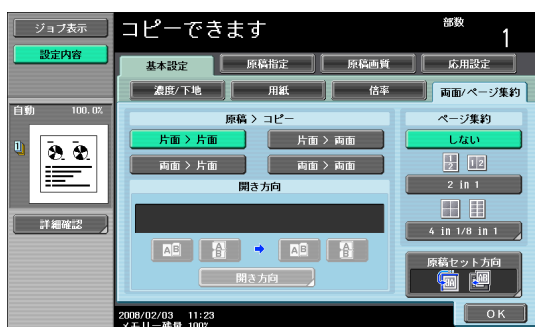 ジョブ表示
設定内容
コピーできます
部数
1
基本設定
原稿指定
原稿画質
応用設定
濃度/下地
用紙
倍率
両面/ページ集約
自動 100.0%
原稿 > コピー
片面 > 片面
片面 > 両面
両面 > 片面
両面 > 両面
開き方向
AB
A
B
AB
A
B
開き方向
ページ集約
しない
1
2
1 2
2 in 1
4 in 1/8 in 1
原稿セット方向
詳細確認
2008/02/03 11:23
メモリー残量 100%
OK